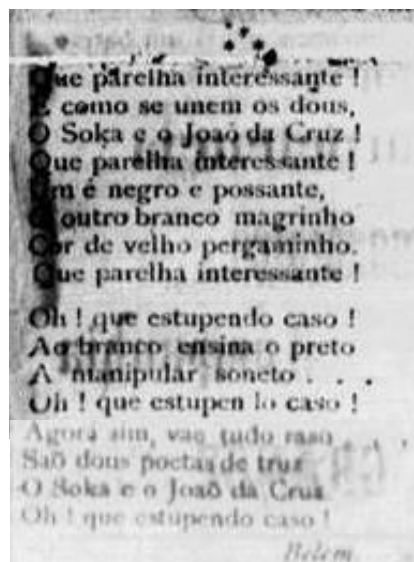 Que parelha interessante !
E como se unem os dous,
O Soka e o Joaõ da Cruz !
Que parelha interessante !
Um é negro e possante,
O outro branco magrinho
Cor de velho pergaminho.
Que parelha interessante !
Oh ! que estupendo caso !
Ao branco ensina o preto
A manipular soneto . . .
Oh ! que estupen lo caso !
Agora sim, vae tudo raso . . .
Saõ dous poetas de truz
O Soka e o Joaõ da Cruz
Oh ! que estupendo caso !
Belem.